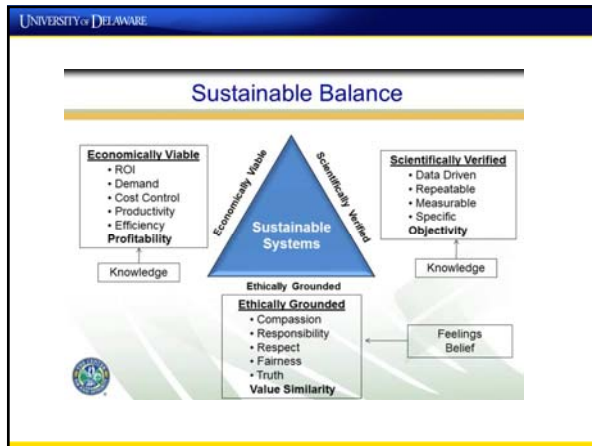 UNIVERSITY OF DELAWARE
Sustainable Balance
Economically Viable
• ROI
• Demand
• Cost Control
• Productivity
• Efficiency
Profitability
Knowledge
Economically Viable
Scientifically Verified
Sustainable
Systems
Ethically Grounded
Scientifically Verified
• Data Driven
• Repeatable
• Measurable
• Specific
Objectivity
Knowledge
Ethically Grounded
• Compassion
• Responsibility
• Respect
• Fairness
• Truth
Value Similarity
Feelings
Belief